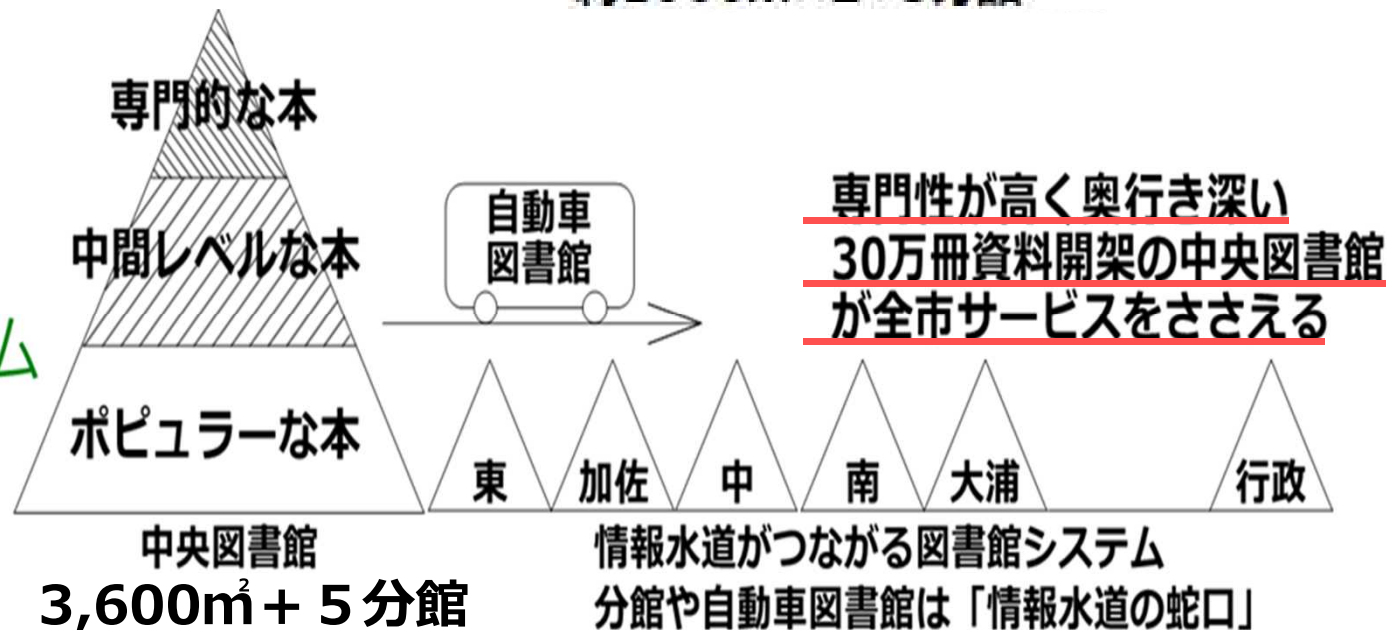 専門的な本
中間レベルな本
ポピュラーな本
中央図書館
3,600㎡+5分館
ム
自動車
図書館
専門性が高く奥行き深い
30万冊資料開架の中央図書館
が全市サービスをささえる
東
加佐
中
南
大浦
行政
情報水道がつながる図書館システム
分館や自動車図書館は「情報水道の蛇口」